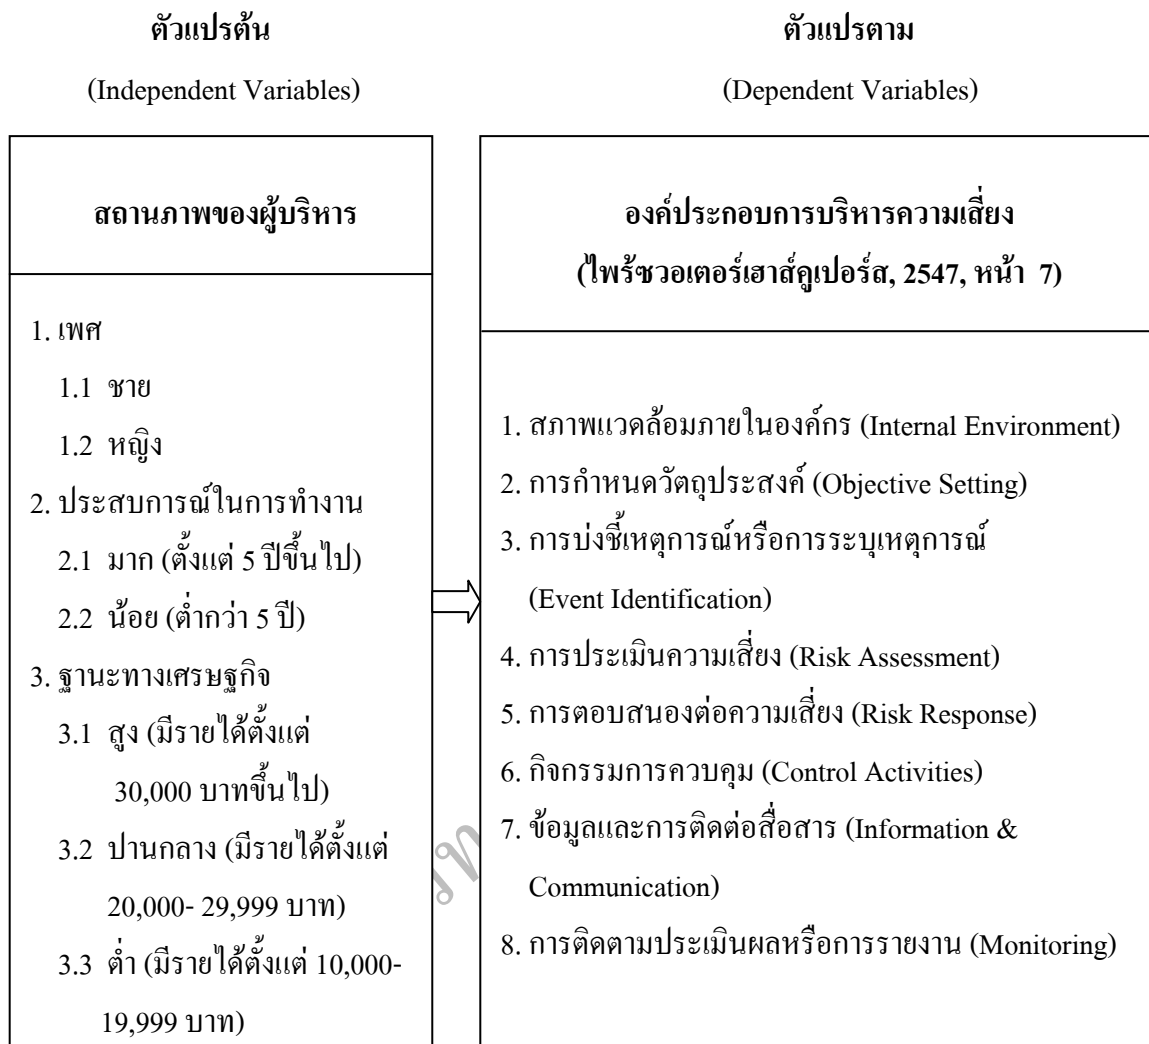 ตัวแปรต้น
(Independent Variables)
สถานภาพของผู้บริหาร
1. เพศ
1.1 ชาย
1.2 หญิง
2. ประสบการณ์ในการทำงาน
2.1 มาก (ตั้งแต่ 5 ปีขึ้นไป)
2.2 น้อย (ต่ำกว่า 5 ปี)
3. ฐานะทางเศรษฐกิจ
3.1 สูง (มีรายได้ตั้งแต่
30,000 บาทขึ้นไป)
3.2 ปานกลาง (มีรายได้ตั้งแต่
20,000- 29,999 บาท)
3.3 ต่ำ (มีรายได้ตั้งแต่ 10,000-
19,999 บาท)
ตัวแปรตาม
(Dependent Variables)
องค์ประกอบการบริหารความเสี่ยง
(ไพร้ซวอเตอร์เฮาส์คูเปอร์ส, 2547, หน้า 7)
1. สภาพแวดล้อมภายในองค์กร (Internal Environment)
2. การกำหนดวัตถุประสงค์ (Objective Setting)
3. การบ่งชี้เหตุการณ์หรือการระบุเหตุการณ์
(Event Identification)
4. การประเมินความเสี่ยง (Risk Assessment)
5. การตอบสนองต่อความเสี่ยง (Risk Response)
6. กิจกรรมการควบคุม (Control Activities)
7. ข้อมูลและการติดต่อสื่อสาร (Information &
Communication)
8. การติดตามประเมินผลหรือการรายงาน (Monitoring)